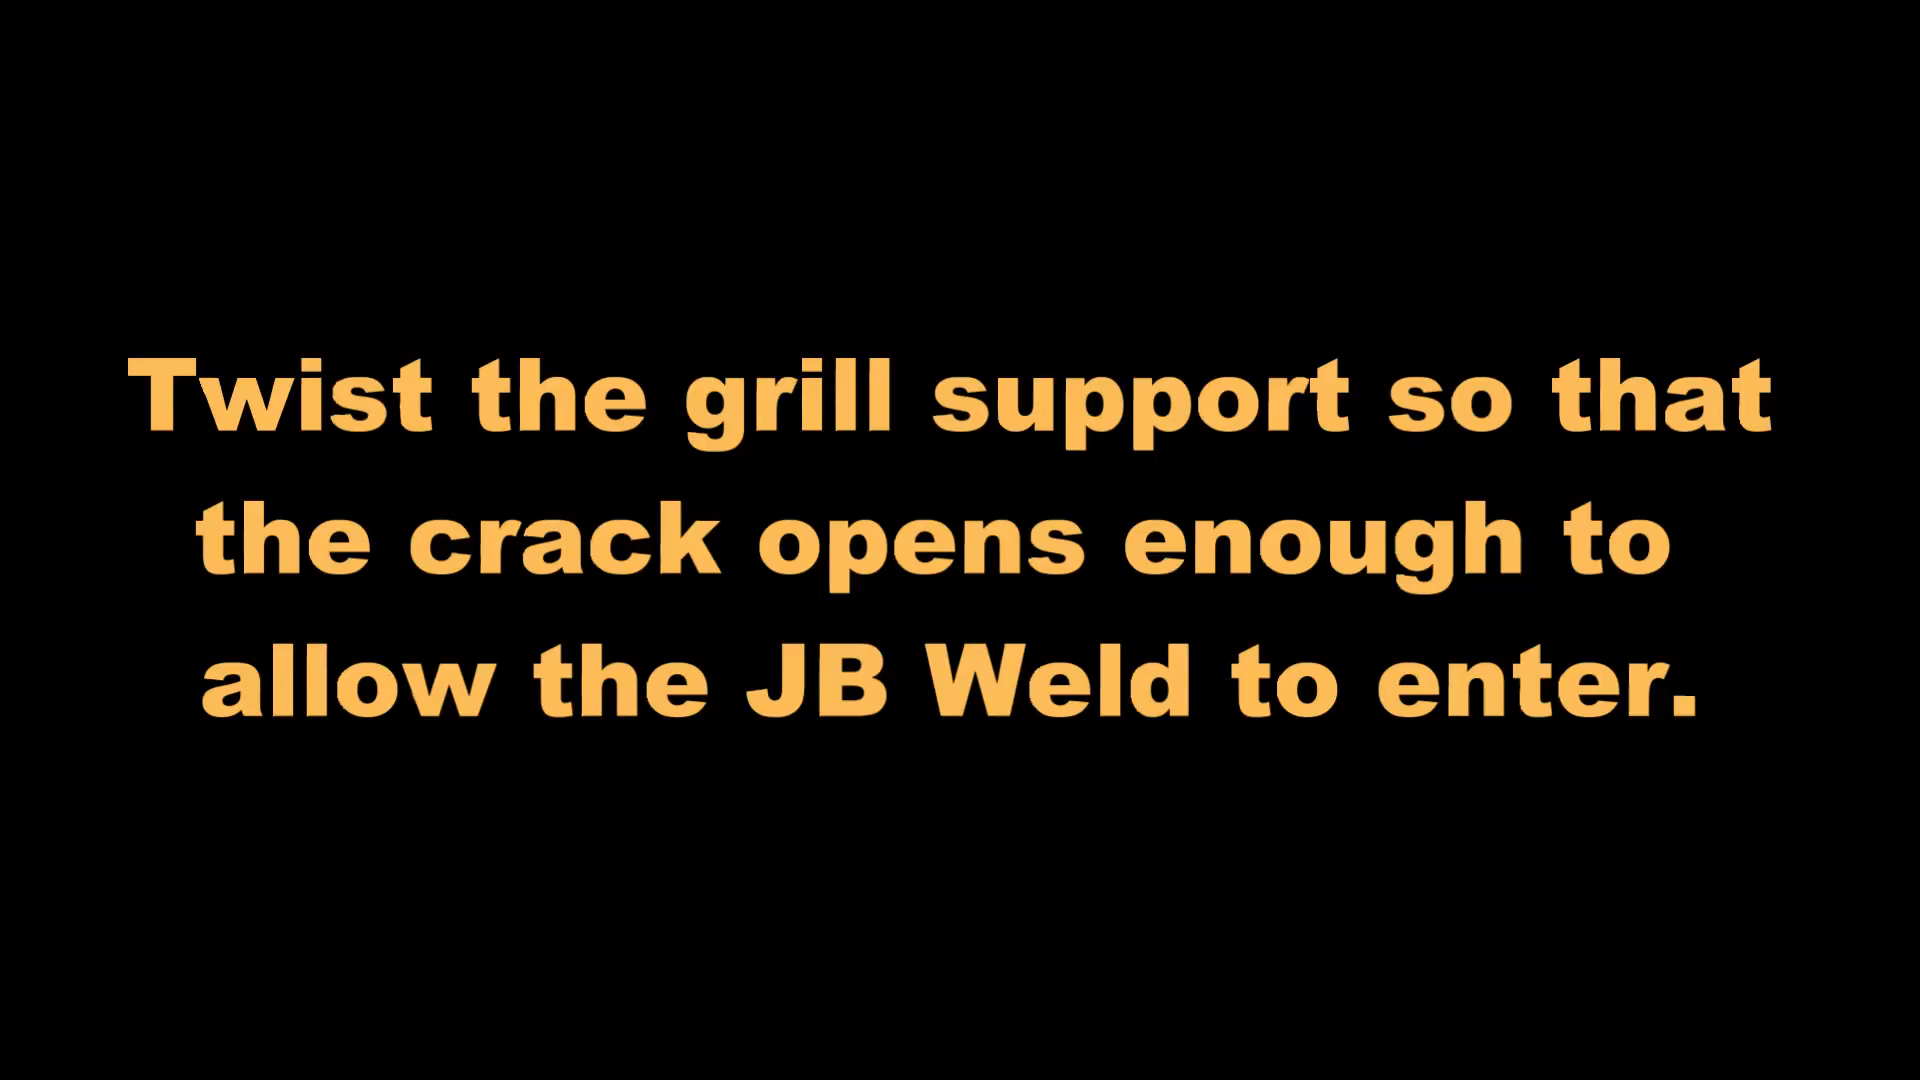 Twist the grill support so that
the crack opens enough to
allow the JB Weld to enter.